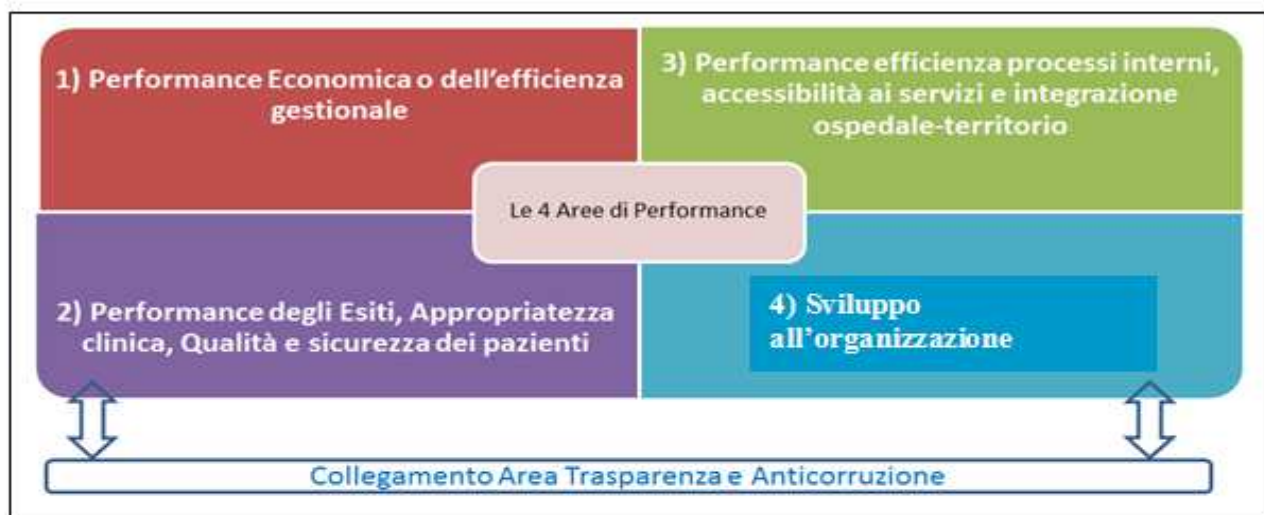 1) Performance Economica o dell'efficienza
gestionale
3) Performance efficienza processi interni,
accessibilità ai servizi e integrazione
ospedale-territorio
Le 4 Aree di Performance
2) Performance degli Esiti, Appropriatezza
clinica, Qualità e sicurezza dei pazienti
4) Sviluppo
all'organizzazione
Collegamento Area Trasparenza e Anticorruzione